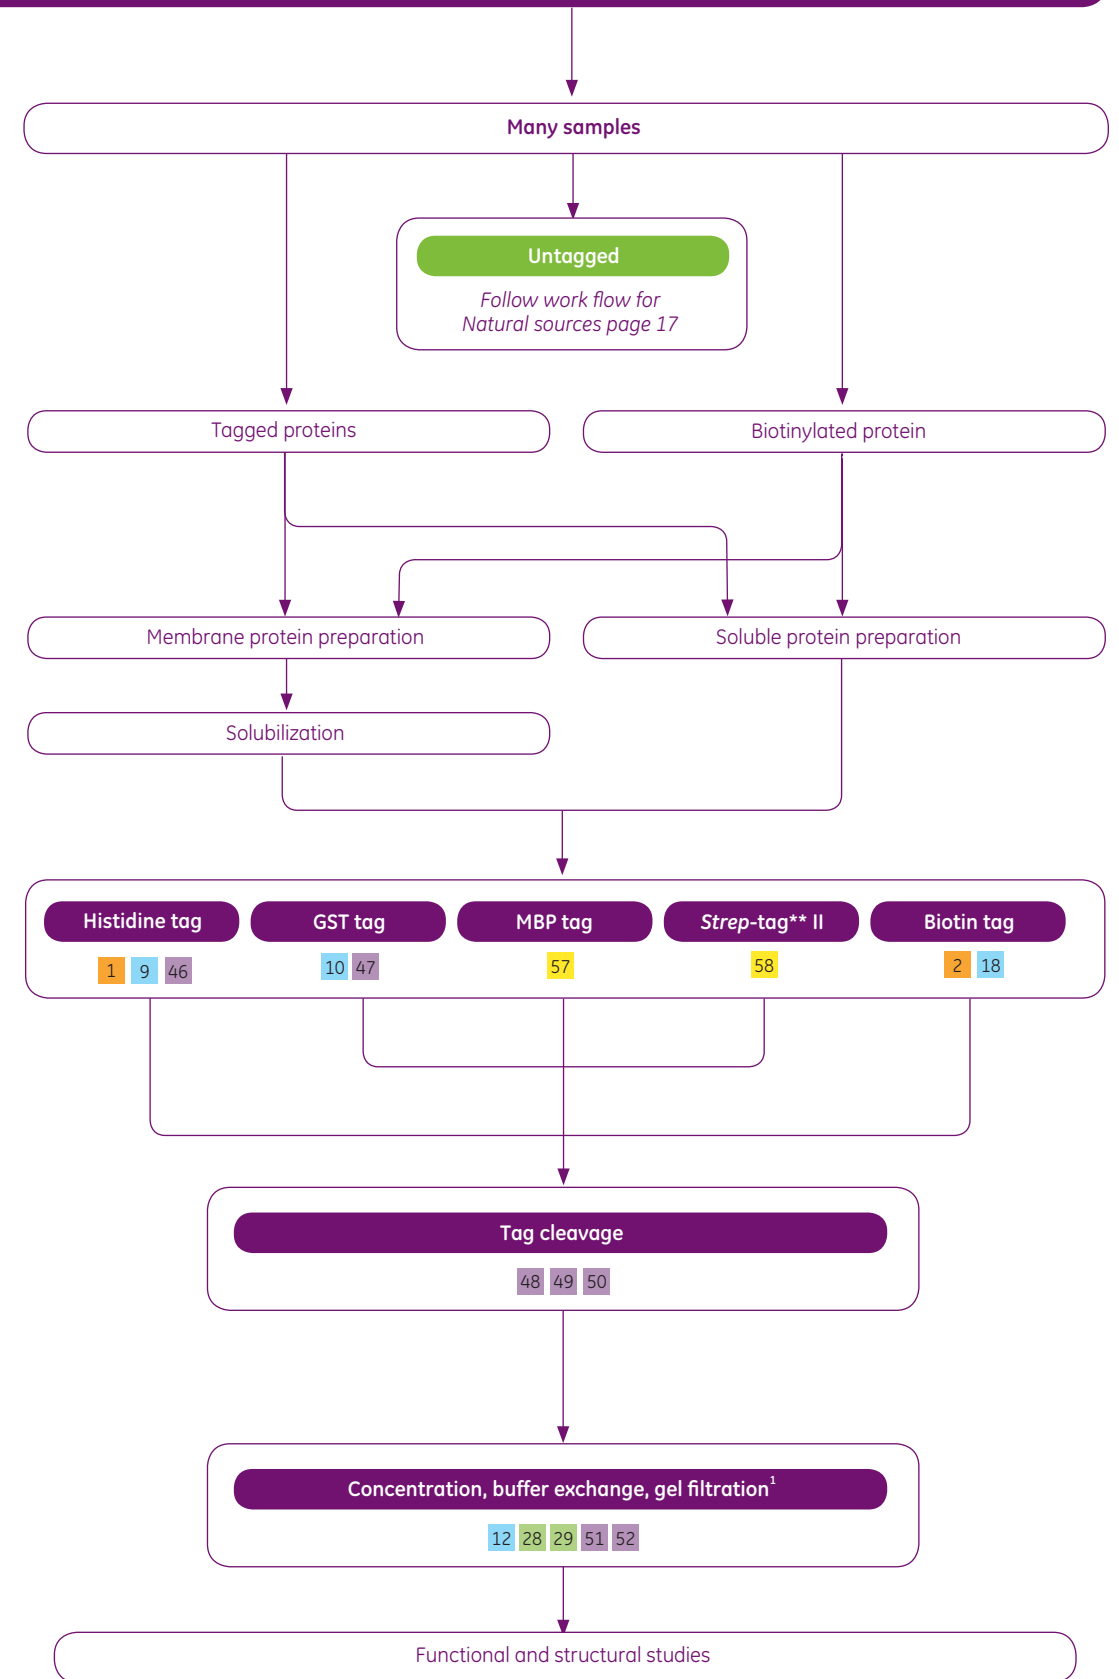 Many samples
Untagged
Follow work flow for
Natural sources page 17
Tagged proteins
Biotinylated protein
Membrane protein preparation
Soluble protein preparation
Solubilization
Histidine tag
GST tag
MBP tag
Strep-tag** II
Biotin tag
1 9 46
10 47
57
58
2 18
Tag cleavage
48 49 50
Concentration, buffer exchange, gel filtration¹
12 28 29 51 52
Functional and structural studies